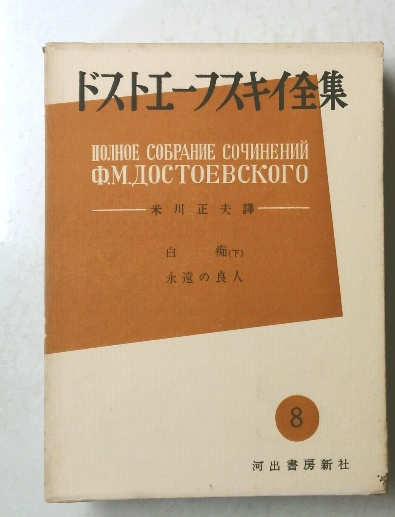 ドストエーフスキイ全集
ПОЛНОЕ СОБРАНИЕ СОЧИНЕНИЙ
Ф.М.ДОСТОЕВСКОГО
米川正夫譯
白痴(下)
永遠の良人
8
河出書房新社